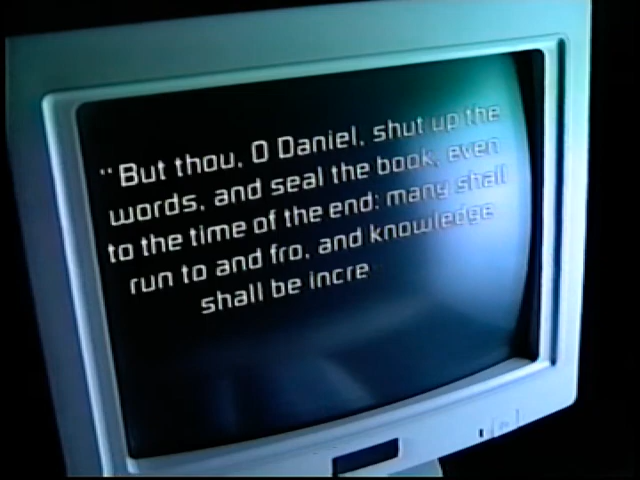 "But thou, O Daniel, shut up the
words, and seal the book, even
to the time of the end: many shall
run to and fro, and knowledge
shall be incre